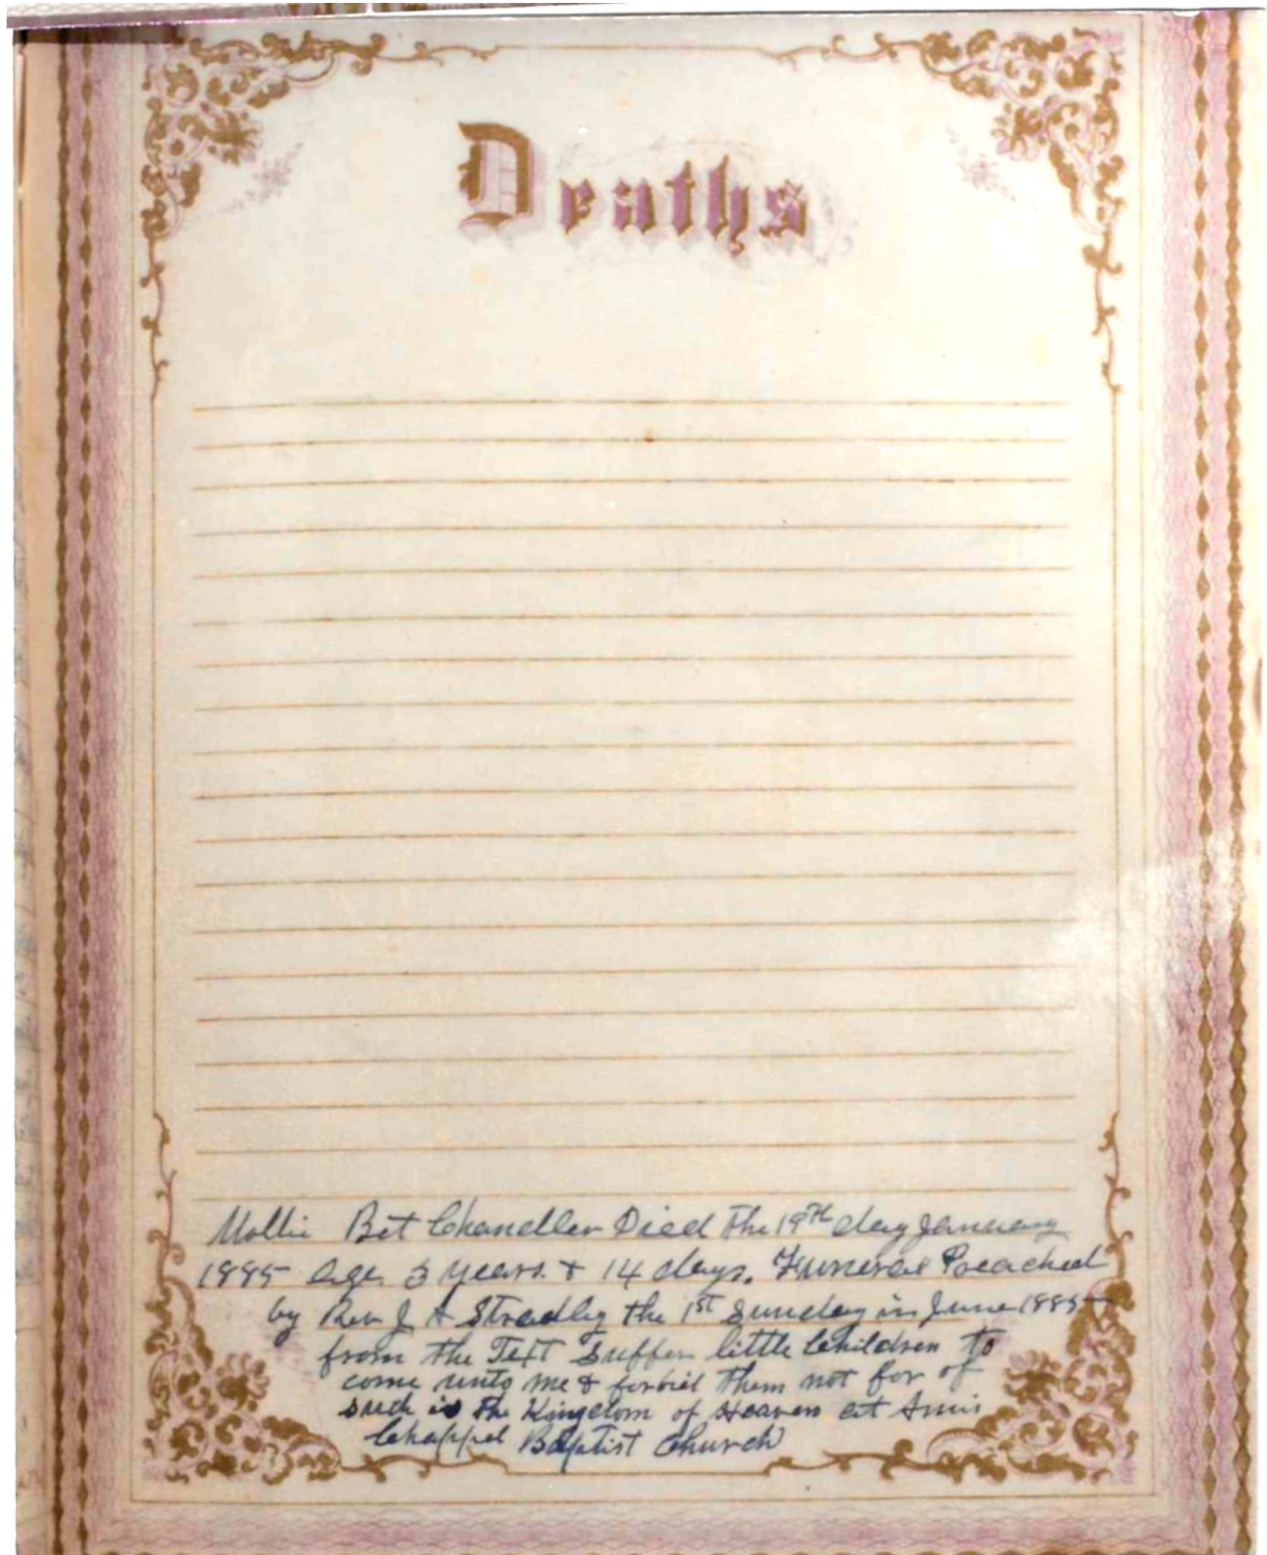 Deaths
Mollie Bet Chandler Died The 19TH day January
1885 age 3 years & 14 days. Funeral Preached
by Rev J A Stradley the 1ST Sunday in June 1885
from the Text Suffer little Children to
come unto me & forbid them not for of
such is the Kingdom of Heaven at
Chappel Baptist Church